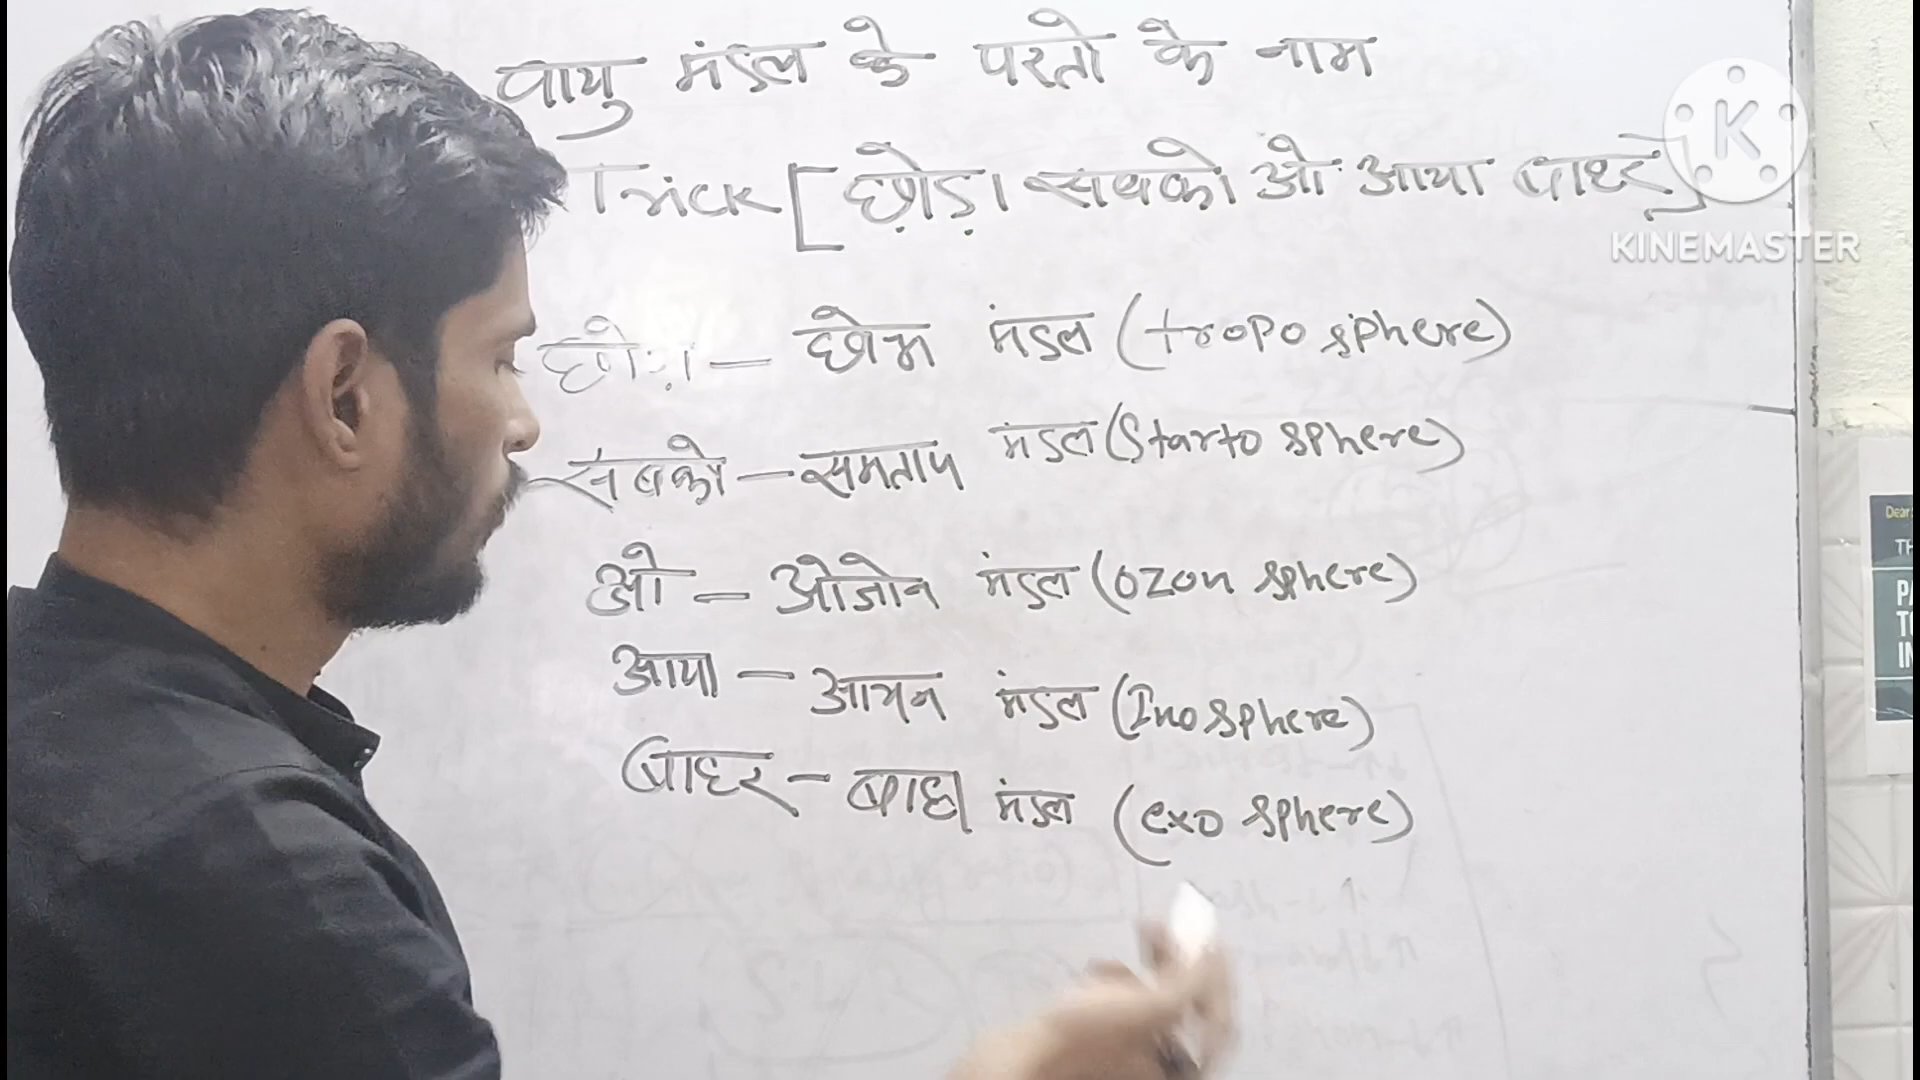 वायु मंडल के परतो के नाम
Trick [छोड़ा सबको ओ आया बाहर]
छोड़ा – छोभ मंडल (tropo sphere)
सबको – समताप मंडल (Starto sphere)
ओ – ओजोन मंडल (ozon sphere)
आया – आयन मंडल (Ino sphere)
बाहर – बाह्य मंडल (exo sphere)
K
KINEMASTER
Dear